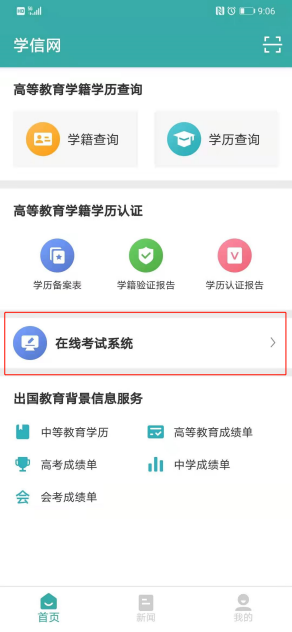 9:06
学信网
高等教育学籍学历查询
学籍查询 学历查询
高等教育学籍学历认证
学历备案表 学籍验证报告 学历认证报告
在线考试系统
出国教育背景信息服务
中等教育学历 高等教育成绩单
高考成绩单 中学成绩单
会 会考成绩单
首页 新闻 我的